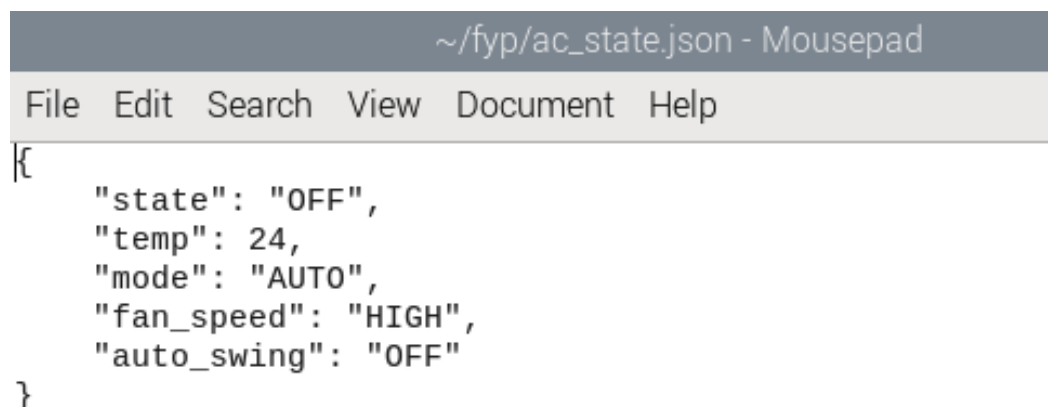 ~/fyp/ac_state.json - Mousepad
File Edit Search View Document Help
{
"state": "OFF",
"temp": 24,
"mode": "AUTO",
"fan_speed": "HIGH",
"auto_swing": "OFF"
}